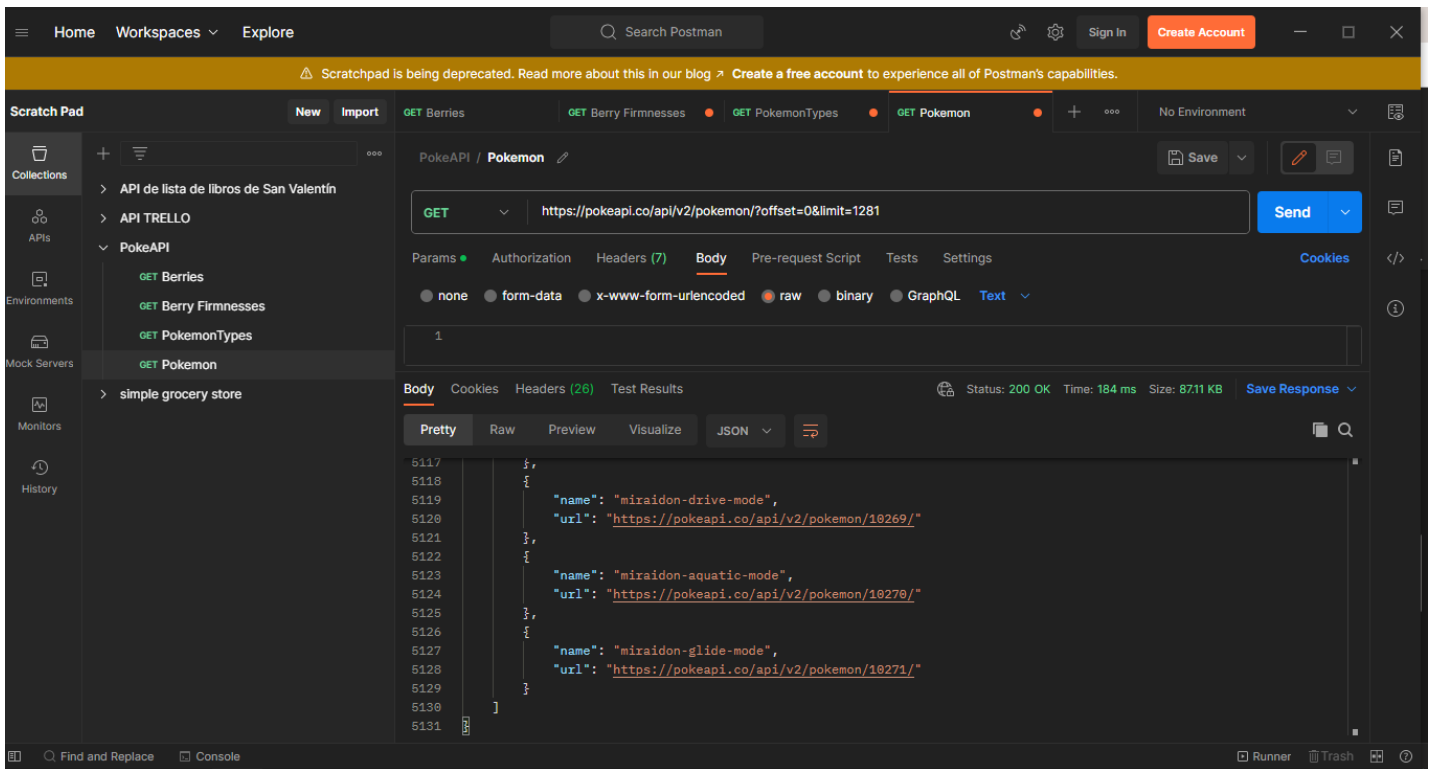 Home Workspaces Explore Search Postman Sign In Create Account
Scratchpad is being deprecated. Read more about this in our blog ↗ Create a free account to experience all of Postman's capabilities.
Scratch Pad New Import GET Berries GET Berry Firmnesses GET PokemonTypes GET Pokemon No Environment
PokeAPI / Pokemon Save
Collections
API de lista de libros de San Valentín
API TRELLO
PokeAPI
GET Berries
GET Berry Firmnesses
GET PokemonTypes
GET Pokemon
simple grocery store
APIs
Environments
Mock Servers
Monitors
History
GET https://pokeapi.co/api/v2/pokemon/?offset=0&limit=1281 Send
Params Authorization Headers (7) Body Pre-request Script Tests Settings Cookies
none form-data x-www-form-urlencoded raw binary GraphQL Text
1
Body Cookies Headers (26) Test Results Status: 200 OK Time: 184 ms Size: 87.11 KB Save Response
Pretty Raw Preview Visualize JSON
5117 },
5118 {
5119 "name": "miraidon-drive-mode",
5120 "url": "https://pokeapi.co/api/v2/pokemon/10269/"
5121 },
5122 {
5123 "name": "miraidon-aquatic-mode",
5124 "url": "https://pokeapi.co/api/v2/pokemon/10270/"
5125 },
5126 {
5127 "name": "miraidon-glide-mode",
5128 "url": "https://pokeapi.co/api/v2/pokemon/10271/"
5129 }
5130 ]
5131 }
Find and Replace Console Runner Trash